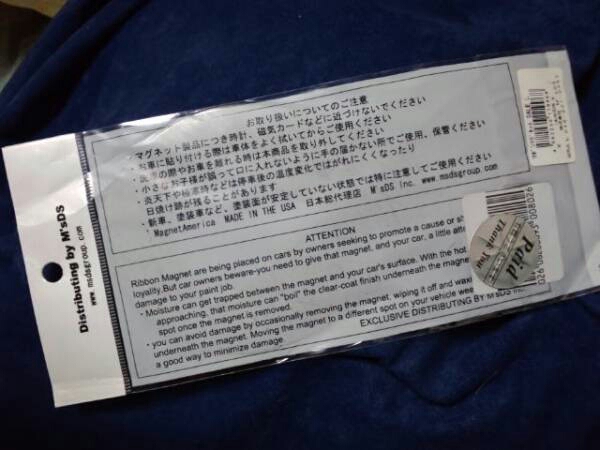 お取り扱いについてのご注意
マグネット製品につき時計、磁気カードなどに近づけないでください
・お車に貼り付ける際は車体をよく拭いてからご使用ください
・洗車の際やお車を離れる時は本商品を取り外してください
・小さなお子様が誤って口に入れないように手の届かない所でご使用、保管ください
・炎天下や極寒時などは停車後の温度変化ではがれにくくなったり
日焼け跡が残ることがあります
・新車、塗装車など、塗装面が安定していない状態では特に注意してご使用ください
・MagnetAmerica MADE IN THE USA 日本総代理店 M'sDS Inc. www.msdsgroup.com
ATTENTION
Ribbon Magnet are being placed on cars by owners seeking to promote a cause or
loyality.But car owners beware-you need to give that magnet, and your car, a little
damage to your paint job.
- Moisture can get trapped between the magnet and your car's surface. With the
approaching, that moisture can "boil" the clear-coat finish underneath the
spot once the magnet is removed.
- you can avoid damage by occasionally removing the magnet, wiping it off and
underneath the magnet. Moving the magnet to a different spot on your vehicle
a good way to minimize damage
EXCLUSIVE DISTRIBUTING BY M'sDS
Distributing by M'sDS
www.msdsgroup.com
Paid
Thank You